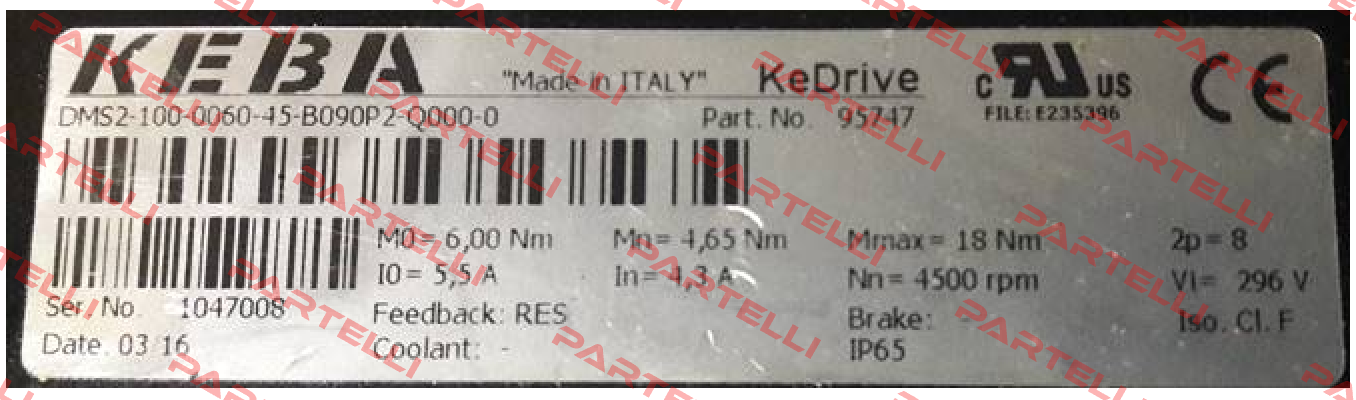 KEBA "Made in ITALY" KeDrive C RU US CE
FILE: E235396
DMS2-100-0060-45-B090P2-Q000-0 Part. No. 95747
M0= 6,00 Nm Mn= 4,65 Nm Mmax= 18 Nm 2p= 8
I0= 5,5 A In= 4,3 A Nn= 4500 rpm Vi= 296 V
Ser. No. 1047008 Feedback: RES Brake: - Iso. Cl. F
Date. 03 16 Coolant: - IP65
PARTELLI